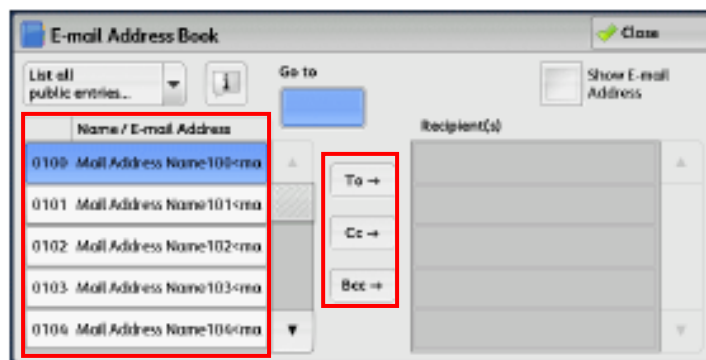 E-mail Address Book
Close
List all
public entries...
Go to
Show E-mail
Address
Name / E-mail Address
Recipient(s)
0100 Mail Address Name100<ma
0101 Mail Address Name101<ma
0102 Mail Address Name102<ma
0103 Mail Address Name103<ma
0104 Mail Address Name104<ma
To →
Cc →
Bcc →